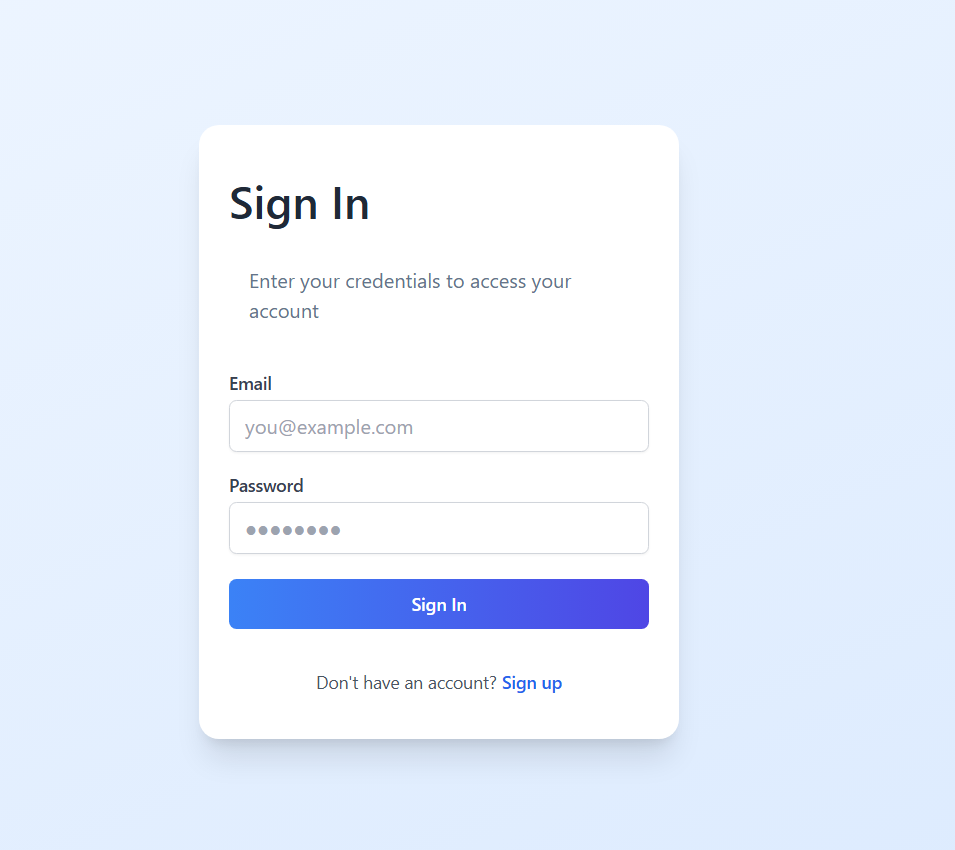 Sign In
Enter your credentials to access your
account
Email
you@example.com
Password
●●●●●●●●
Sign In
Don't have an account? Sign up